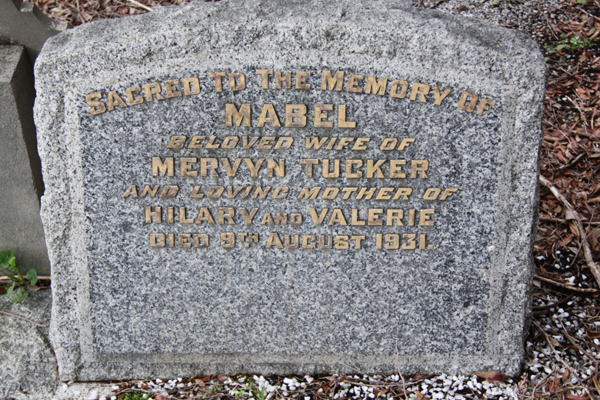 SACRED TO THE MEMORY OF
MABEL
BELOVED WIFE OF
MERVYN TUCKER
AND LOVING MOTHER OF
HILARY AND VALERIE
DIED 9TH AUGUST 1931.